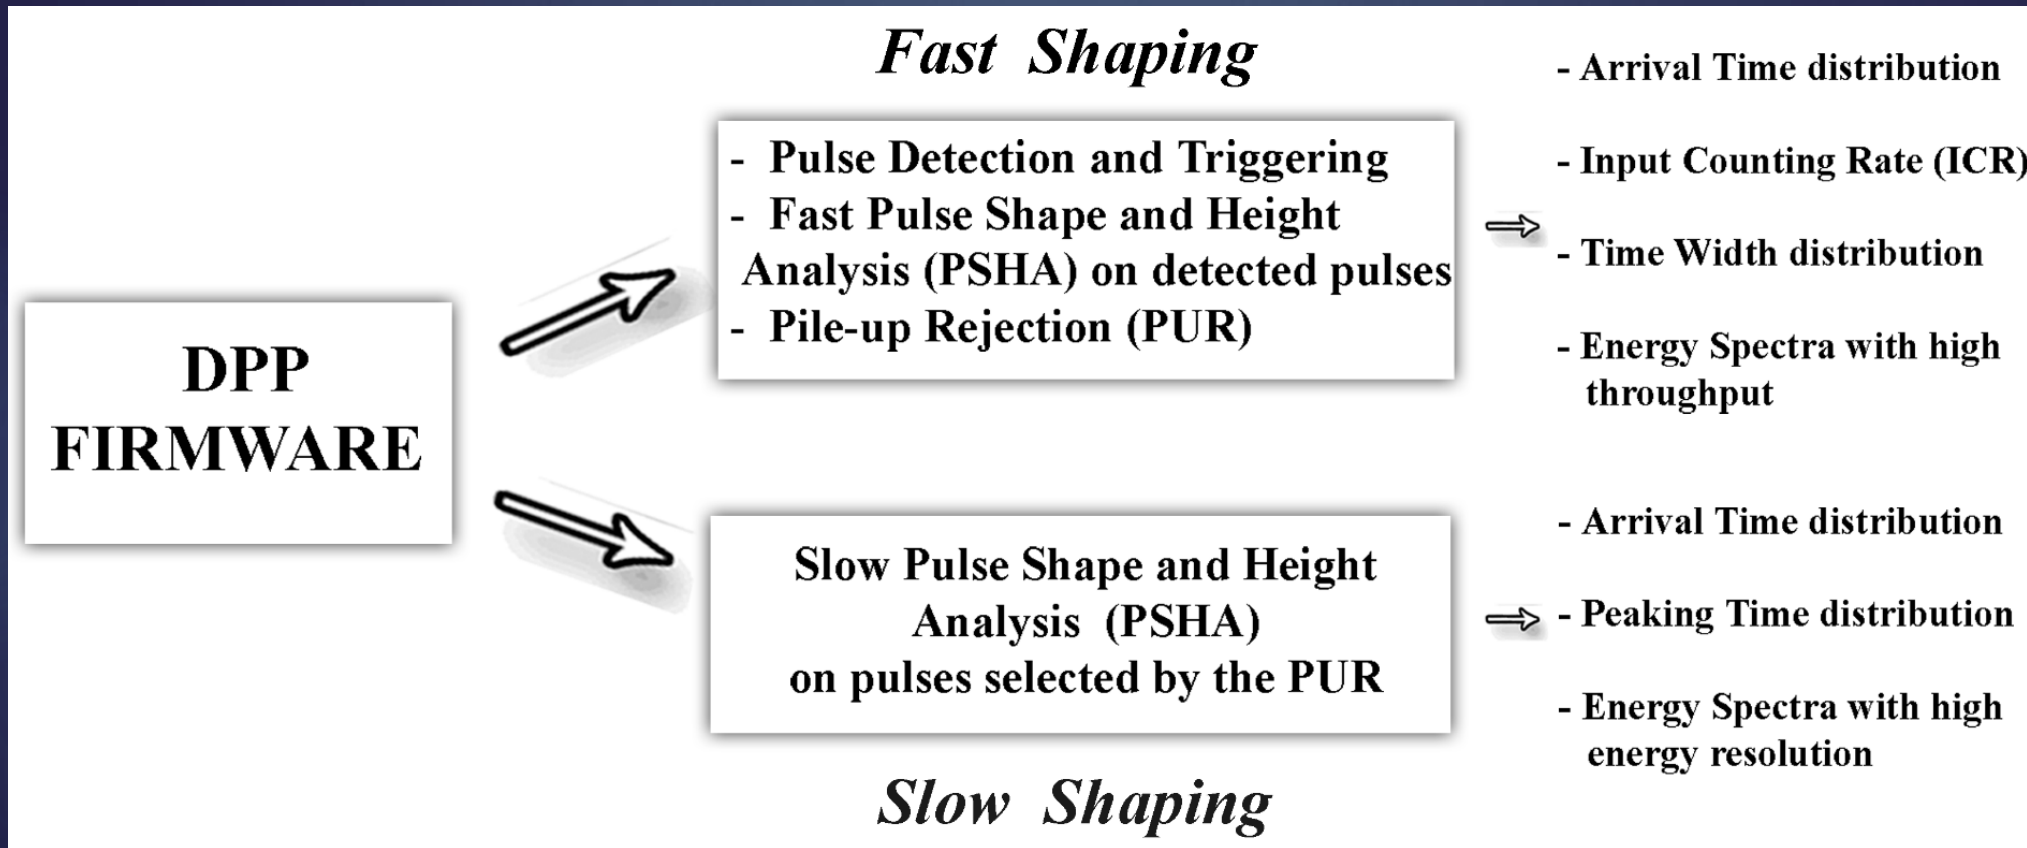 DPP
FIRMWARE
Fast Shaping
- Pulse Detection and Triggering
- Fast Pulse Shape and Height
Analysis (PSHA) on detected pulses
- Pile-up Rejection (PUR)
- Arrival Time distribution
- Input Counting Rate (ICR)
- Time Width distribution
- Energy Spectra with high
throughput
Slow Pulse Shape and Height
Analysis (PSHA)
on pulses selected by the PUR
Slow Shaping
- Arrival Time distribution
- Peaking Time distribution
- Energy Spectra with high
energy resolution